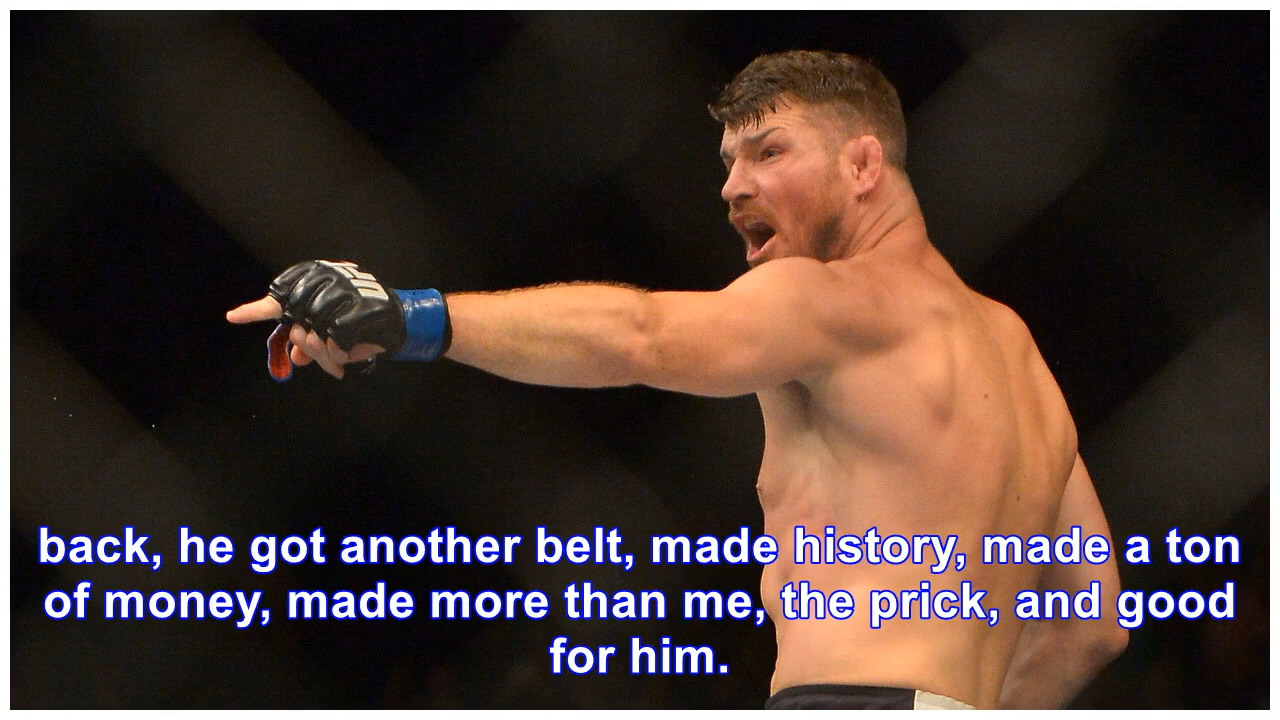 UFC
back, he got another belt, made history, made a ton
of money, made more than me, the prick, and good
for him.